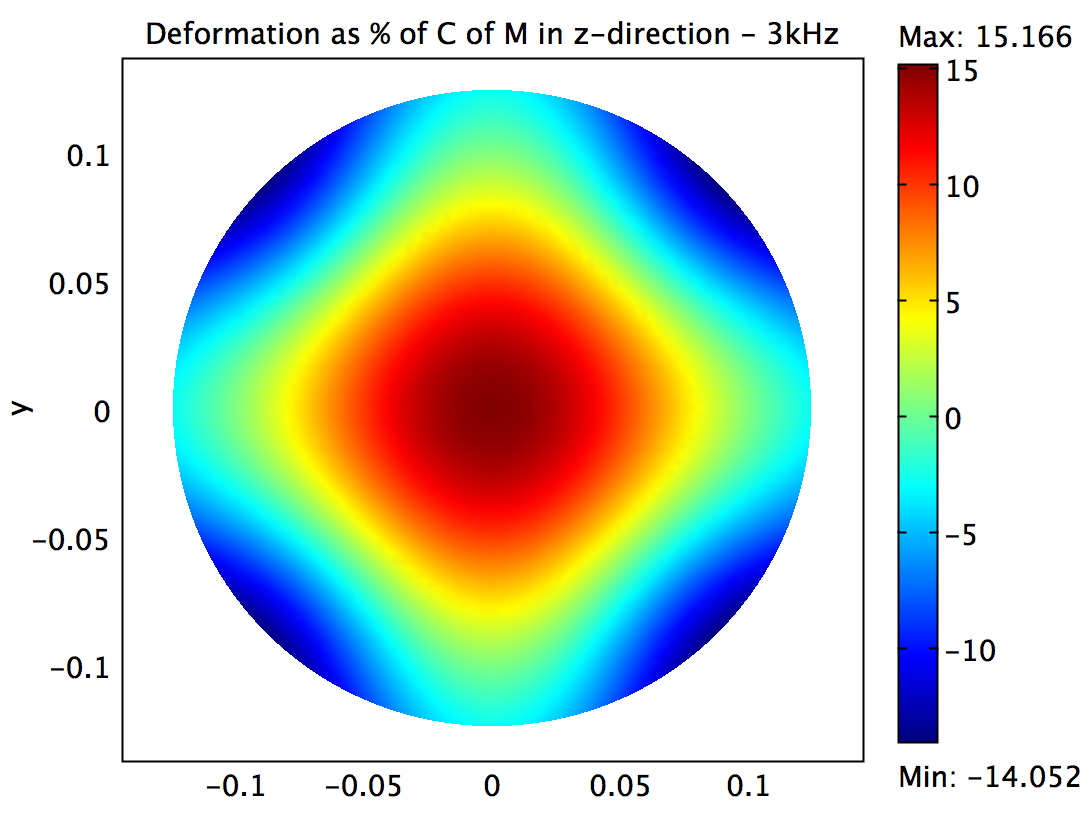 Deformation as % of C of M in z-direction - 3kHz
Max: 15.166
15
10
5
0
-5
-10
Min: -14.052
0.1
0.05
0
-0.05
-0.1
y
-0.1 -0.05 0 0.05 0.1